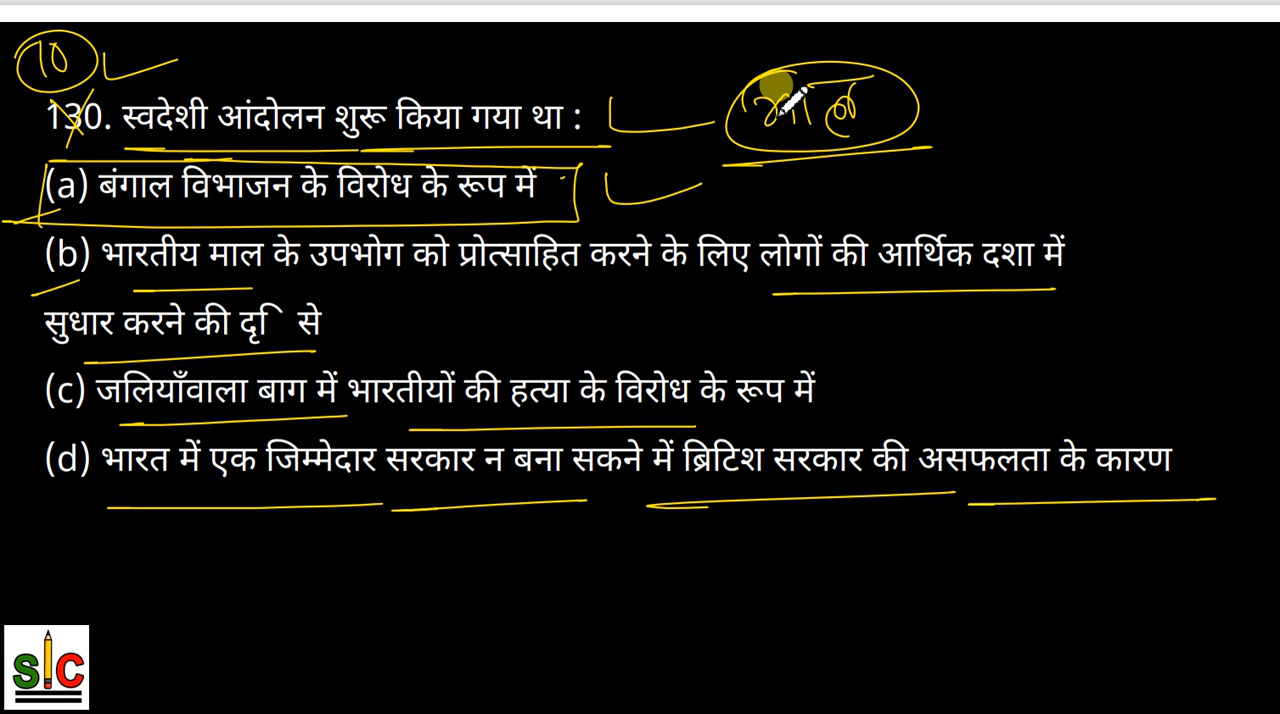 10
130. स्वदेशी आंदोलन शुरू किया गया था :
(a) बंगाल विभाजन के विरोध के रूप में
(b) भारतीय माल के उपभोग को प्रोत्साहित करने के लिए लोगों की आर्थिक दशा में
सुधार करने की दृि से
(c) जलियाँवाला बाग में भारतीयों की हत्या के विरोध के रूप में
(d) भारत में एक जिम्मेदार सरकार न बना सकने में ब्रिटिश सरकार की असफलता के कारण
SIC